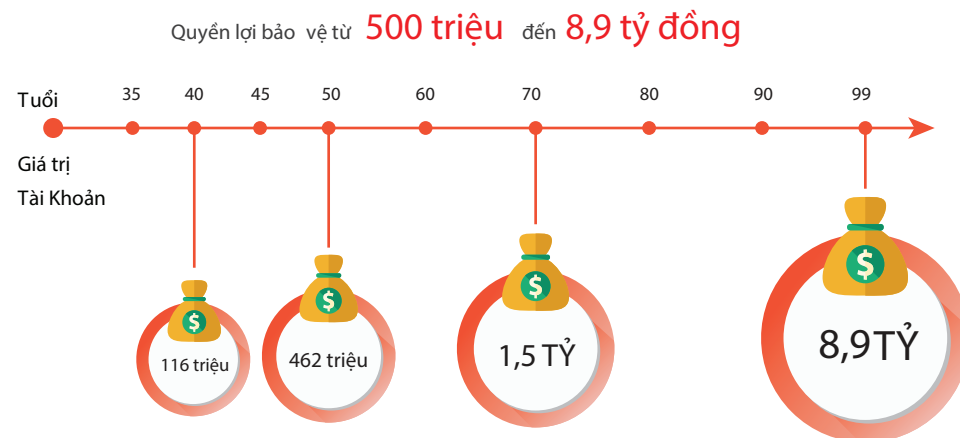 Quyền lợi bảo vệ từ 500 triệu đến 8,9 tỷ đồng
Tuổi 35 40 45 50 60 70 80 90 99
Giá trị
Tài Khoản
$ $ $ $
116 triệu 462 triệu 1,5 TỶ 8,9TỶ